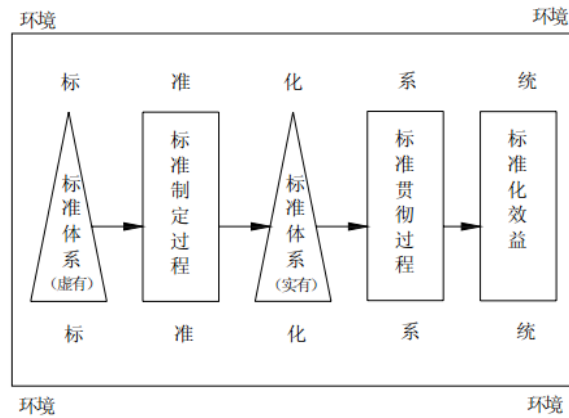 环境 环境
标 准 化 系 统
标准体系
（虚有）
标准制定过程
标准体系
（实有）
标准贯彻过程
标准化效益
标 准 化 系 统
环境 环境